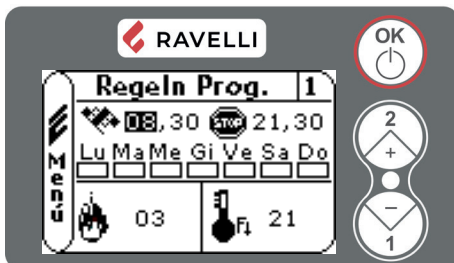 RAVELLI
OK
Regeln Prog. 1
08,30 STOP 21,30
Lu Ma Me Gi Ve Sa Do
Menú
03
21
2
+
−
1